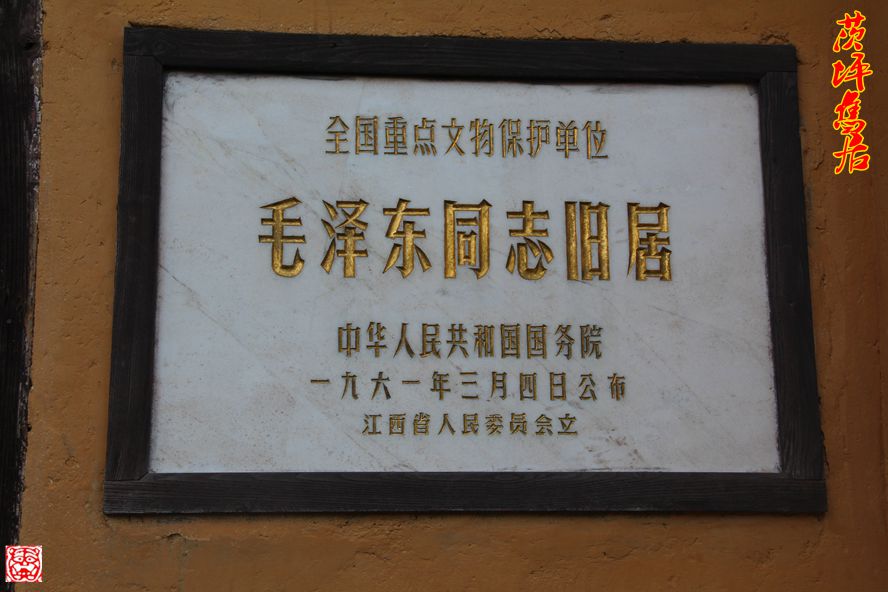 全国重点文物保护单位
毛泽东同志旧居
中华人民共和国国务院
一九六一年三月四日公布
江西省人民委员会立
茨坪旧居